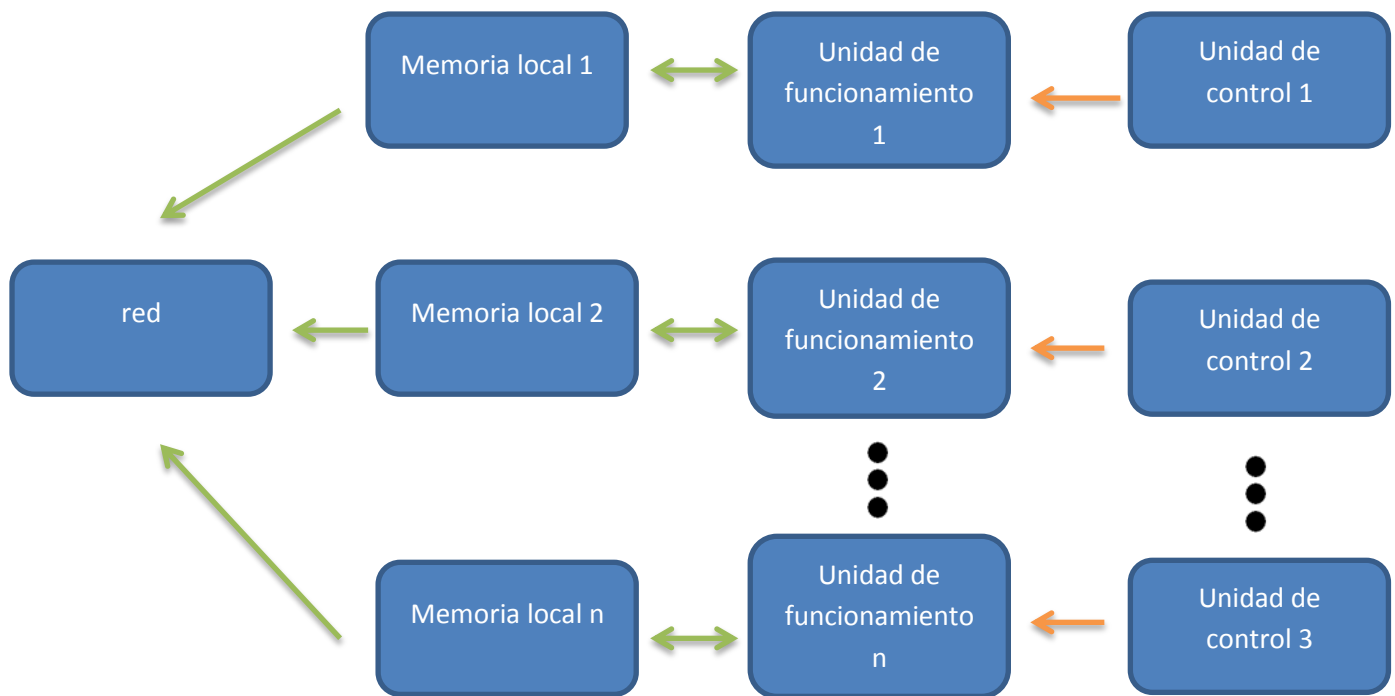 Memoria local 1
Unidad de
funcionamiento
1
Unidad de
control 1
red
Memoria local 2
Unidad de
funcionamiento
2
Unidad de
control 2
Memoria local n
Unidad de
funcionamiento
n
Unidad de
control 3